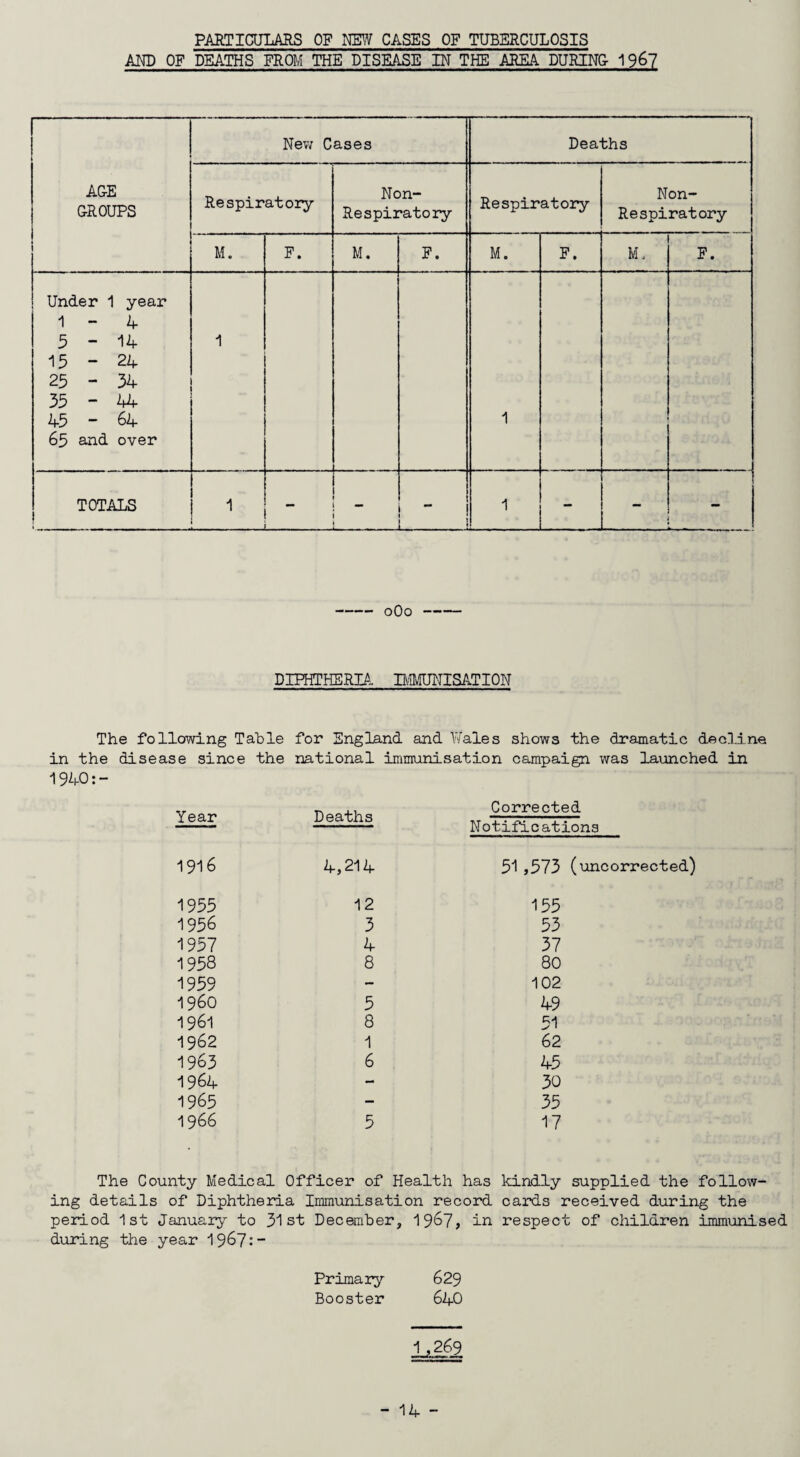 PARTICULARS OF NEW CASES OF TUBERCULOSIS
AND OF DEATHS FROM THE DISEASE IN THE AREA DURING 1967
New Cases Deaths
AGE GROUPS Respiratory Non-Respiratory Respiratory Non-Respiratory
M. F. M. F. M. F. M. F.
Under 1 year
1 - 4
5 - 14 1
15 - 24
25 - 34
35 - 44
45 - 64 1
65 and over
TOTALS 1 - - - 1 - - -
--- oOo ---
DIPHTHERIA IMMUNISATION
The following Table for England and Wales shows the dramatic decline
in the disease since the national immunisation campaign was launched in
1940:-
Year Deaths Corrected Notifications
1916 4,214 51,573 (uncorrected)
1955 12 155
1956 3 53
1957 4 37
1958 8 80
1959 - 102
1960 5 49
1961 8 51
1962 1 62
1963 6 45
1964 - 30
1965 - 35
1966 5 17
The County Medical Officer of Health has kindly supplied the follow-
ing details of Diphtheria Immunisation record cards received during the
period 1st January to 31st December, 1967, in respect of children immunised
during the year 1967:-
Primary 629
Booster 640
1,269
- 14 -